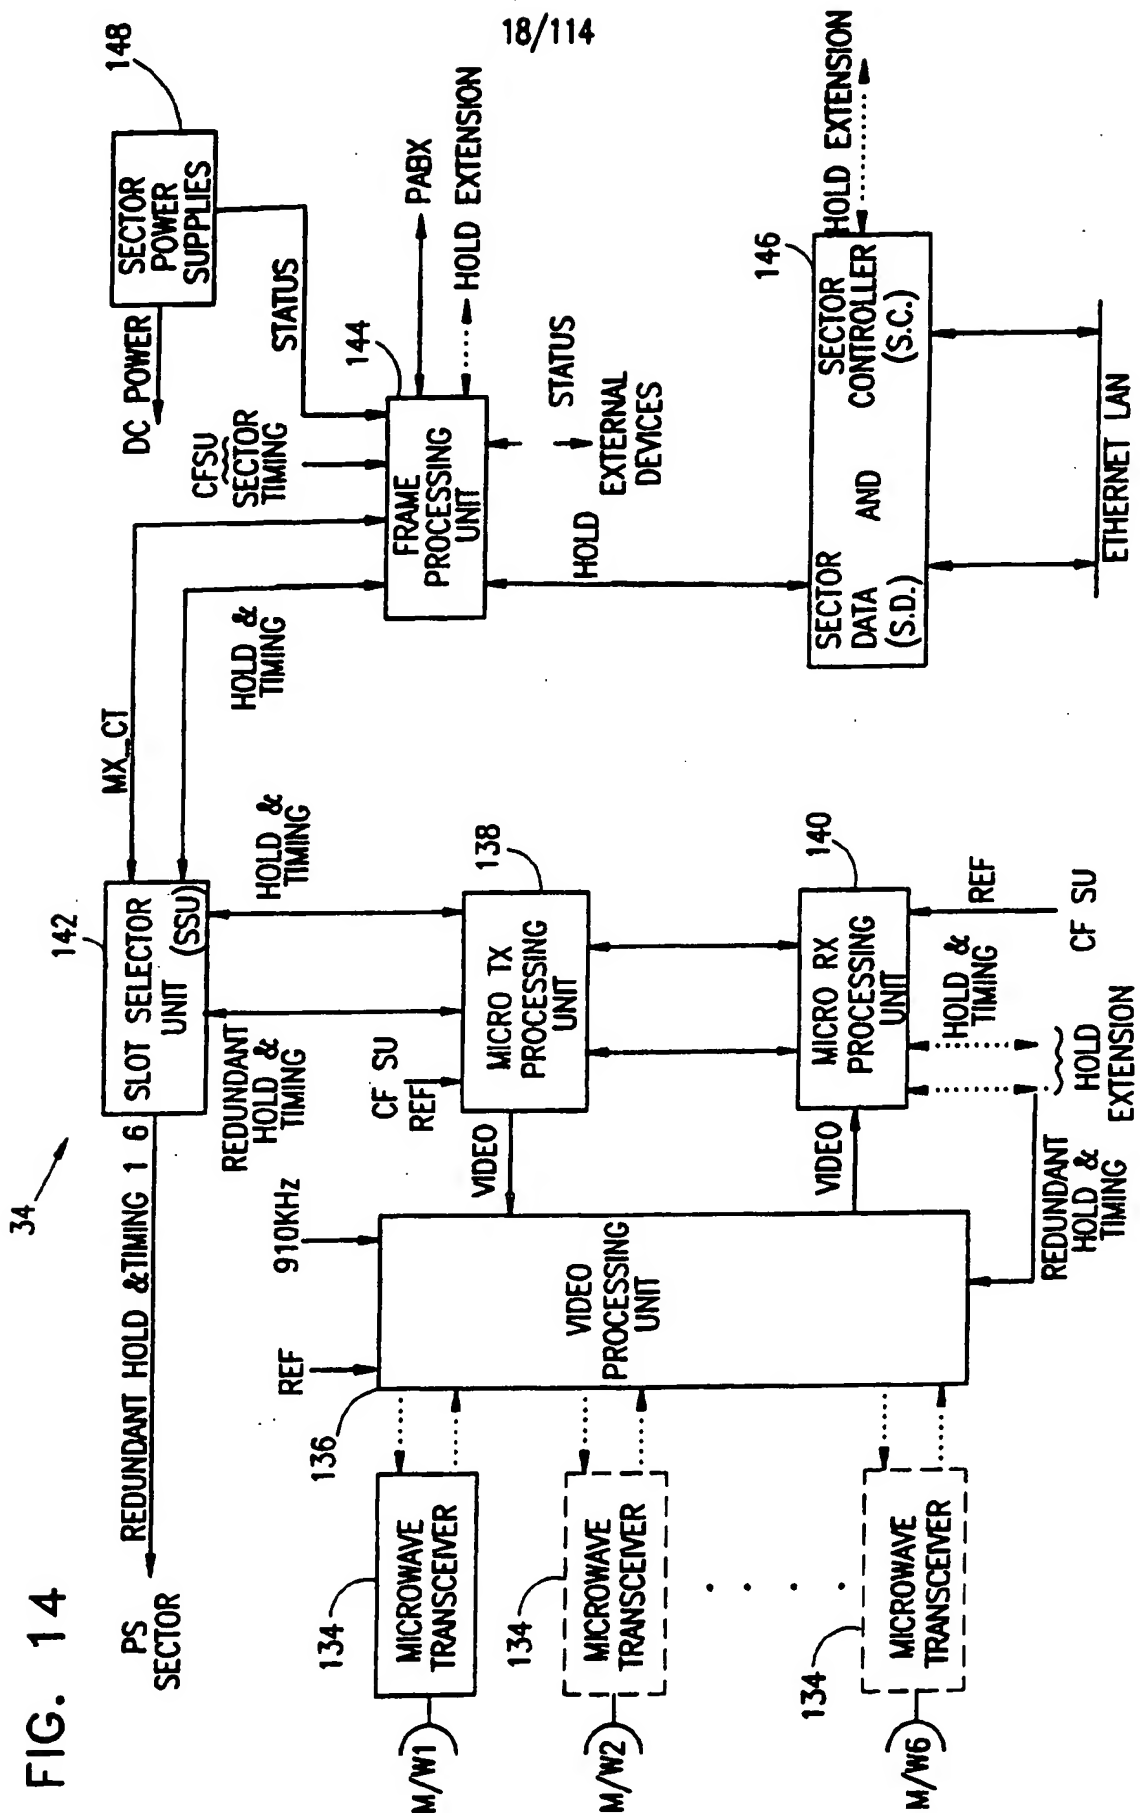 18/114
FIG. 14
34
PS
SECTOR
REDUNDANT HOLD &TIMING 1 6
142
SLOT SELECTOR
UNIT
(SSU)
MX_CT
HOLD &
TIMING
DC POWER
SECTOR
POWER
SUPPLIES
148
STATUS
CFSU
SECTOR
TIMING
144
FRAME
PROCESSING
UNIT
PABX
HOLD EXTENSION
STATUS
EXTERNAL
DEVICES
HOLD
REDUNDANT
HOLD &
TIMING
HOLD &
TIMING
CF SU
REF
138
MICRO TX
PROCESSING
UNIT
VIDEO
910KHz
REF
136
VIDEO
PROCESSING
UNIT
VIDEO
140
MICRO RX
PROCESSING
UNIT
REF
CF SU
HOLD &
TIMING
HOLD
EXTENSION
REDUNDANT
HOLD &
TIMING
146
SECTOR
DATA
(S.D.)
AND
SECTOR
CONTROLLER
(S.C.)
HOLD EXTENSION
ETHERNET LAN
M/W1
134
MICROWAVE
TRANSCEIVER
M/W2
134
MICROWAVE
TRANSCEIVER
M/W6
134
MICROWAVE
TRANSCEIVER